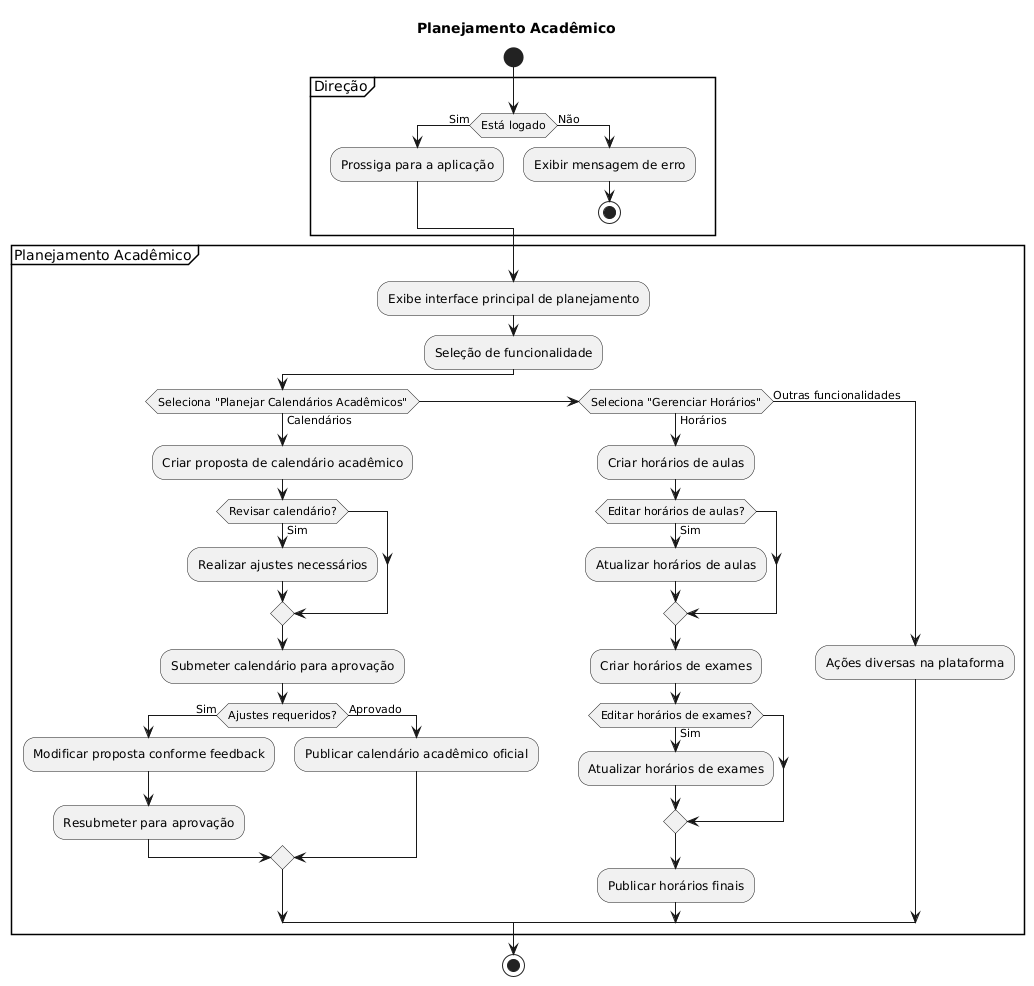 Planejamento Acadêmico
Direção
Está logado
Sim
Não
Prossiga para a aplicação
Exibir mensagem de erro
Planejamento Acadêmico
Exibe interface principal de planejamento
Seleção de funcionalidade
Seleciona "Planejar Calendários Acadêmicos"
Calendários
Criar proposta de calendário acadêmico
Revisar calendário?
Sim
Realizar ajustes necessários
Submeter calendário para aprovação
Ajustes requeridos?
Sim
Aprovado
Modificar proposta conforme feedback
Resubmeter para aprovação
Publicar calendário acadêmico oficial
Seleciona "Gerenciar Horários"
Horários
Criar horários de aulas
Editar horários de aulas?
Sim
Atualizar horários de aulas
Criar horários de exames
Editar horários de exames?
Sim
Atualizar horários de exames
Publicar horários finais
Outras funcionalidades
Ações diversas na plataforma